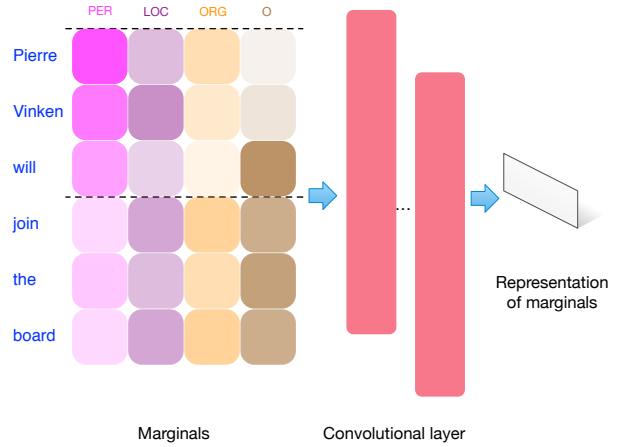 PER LOC ORG O
Pierre
Vinken
will
join
the
board
...
Representation
of marginals
Marginals
Convolutional layer